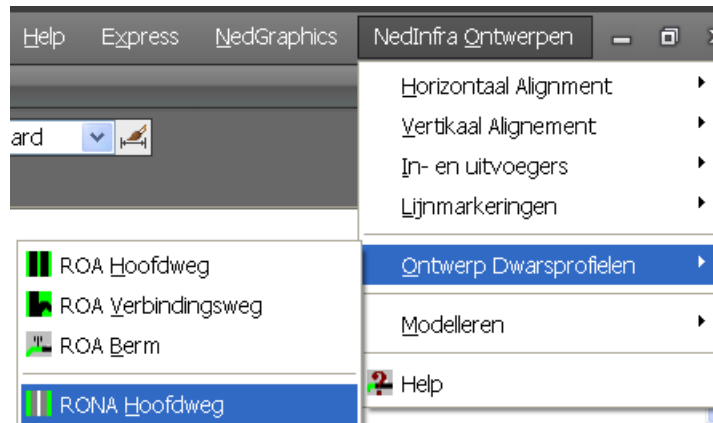 Help Express NedGraphics NedInfra Ontwerpen
Horizontaal Alignment
ard
Vertikaal Alignement
In- en uitvoegers
Lijnmarkeringen
Ontwerp Dwarsprofielen
Modelleren
Help
ROA Hoofdweg
ROA Verbindingsweg
ROA Berm
RONA Hoofdweg